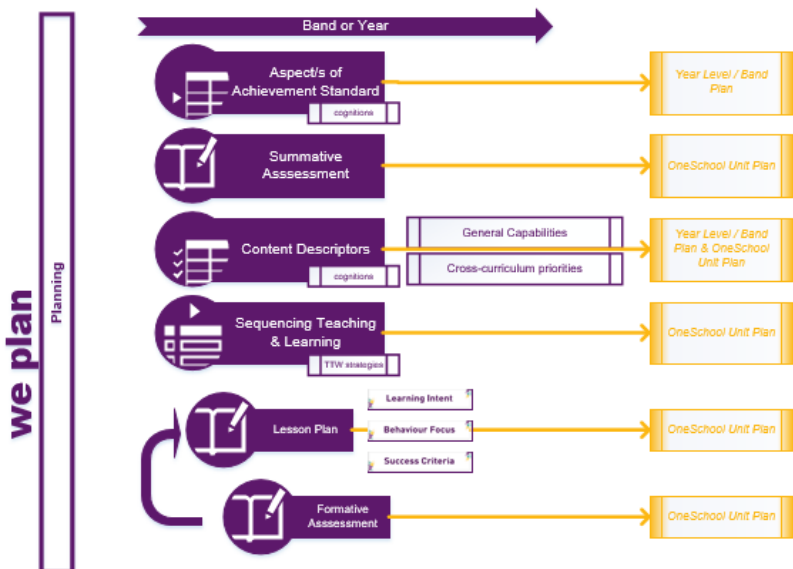 Band or Year
Aspect/s of
Achievement Standard
cognitions
Year Level / Band
Plan
Summative
Asssessment
OneSchool Unit Plan
Content Descriptors
cognitions
General Capabilities
Cross-curriculum priorities
Year Level / Band
Plan & OneSchool
Unit Plan
Sequencing Teaching
& Learning
TTW strategies
OneSchool Unit Plan
Lesson Plan
Learning Intent
Behaviour Focus
Success Criteria
OneSchool Unit Plan
Formative
Asssessment
OneSchool Unit Plan
we plan
Planning